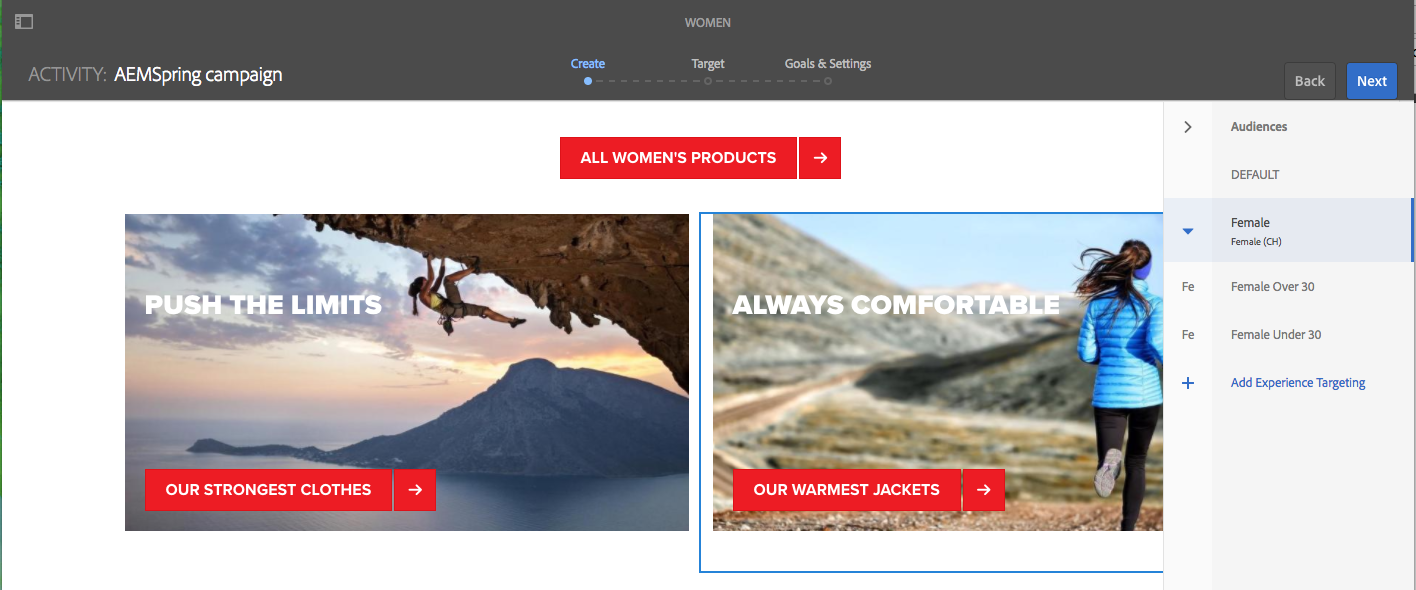 WOMEN
ACTIVITY: AEMSpring campaign
Create
Target
Goals & Settings
Back
Next
ALL WOMEN'S PRODUCTS
PUSH THE LIMITS
OUR STRONGEST CLOTHES
ALWAYS COMFORTABLE
OUR WARMEST JACKETS
Audiences
DEFAULT
Female
Female (CH)
Fe Female Over 30
Fe Female Under 30
+ Add Experience Targeting